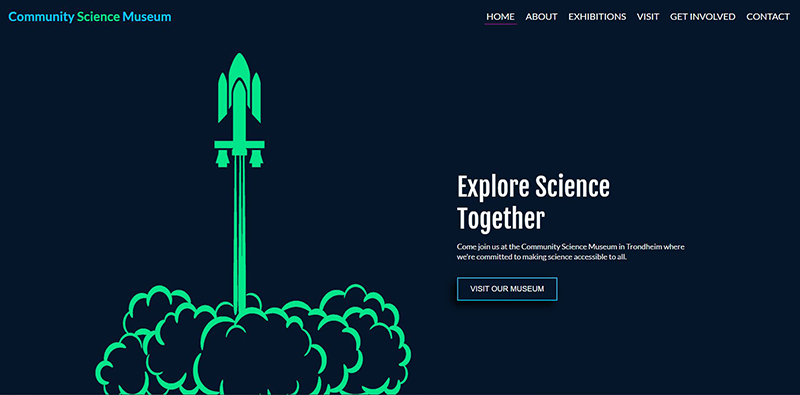 Community Science Museum
HOME ABOUT EXHIBITIONS VISIT GET INVOLVED CONTACT
Explore Science
Together
Come join us at the Community Science Museum in Trondheim where
we're committed to making science accessible to all.
VISIT OUR MUSEUM